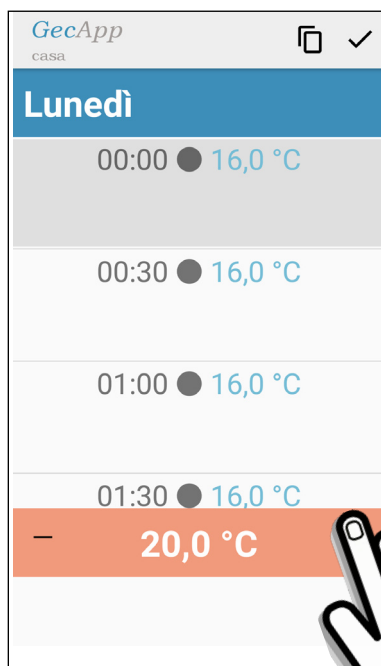 GecApp
casa
Lunedì
00:00 16,0 °C
00:30 16,0 °C
01:00 16,0 °C
01:30 16,0 °C
– 20,0 °C